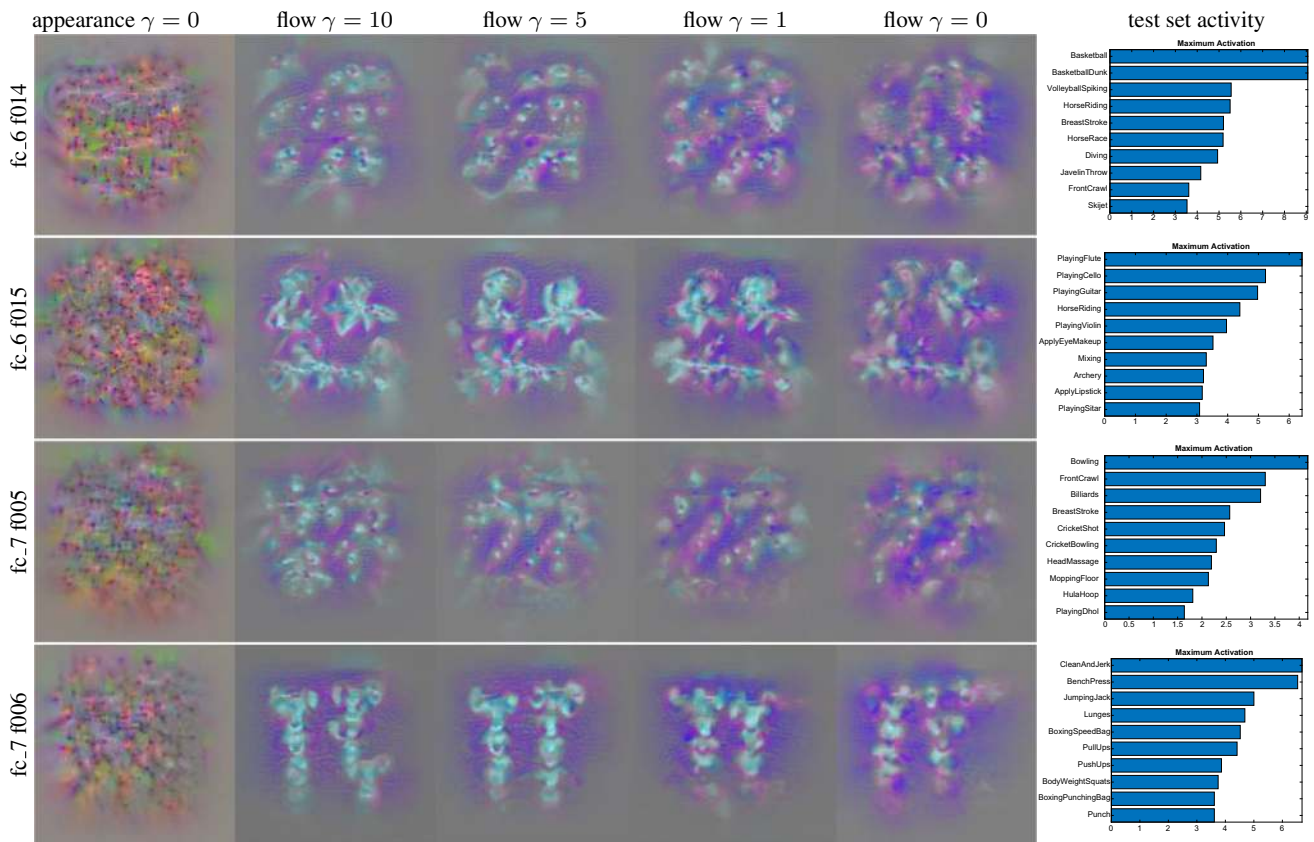 appearance γ = 0 flow γ = 10 flow γ = 5 flow γ = 1 flow γ = 0 test set activity
fc_6 f014
Maximum Activation
Basketball
BasketballDunk
VolleyballSpiking
HorseRiding
BreastStroke
HorseRace
Diving
JavelinThrow
FrontCrawl
Skijet
0 1 2 3 4 5 6 7 8 9
fc_6 f015
Maximum Activation
PlayingFlute
PlayingCello
PlayingGuitar
HorseRiding
PlayingViolin
ApplyEyeMakeup
Mixing
Archery
ApplyLipstick
PlayingSitar
0 1 2 3 4 5 6
fc_7 f005
Maximum Activation
Bowling
FrontCrawl
Billiards
BreastStroke
CricketShot
CricketBowling
HeadMassage
MoppingFloor
HulaHoop
PlayingDhol
0 0.5 1 1.5 2 2.5 3 3.5 4
fc_7 f006
Maximum Activation
CleanAndJerk
BenchPress
JumpingJack
Lunges
BoxingSpeedBag
PullUps
PushUps
BodyWeightSquats
BoxingPunchingBag
Punch
0 1 2 3 4 5 6